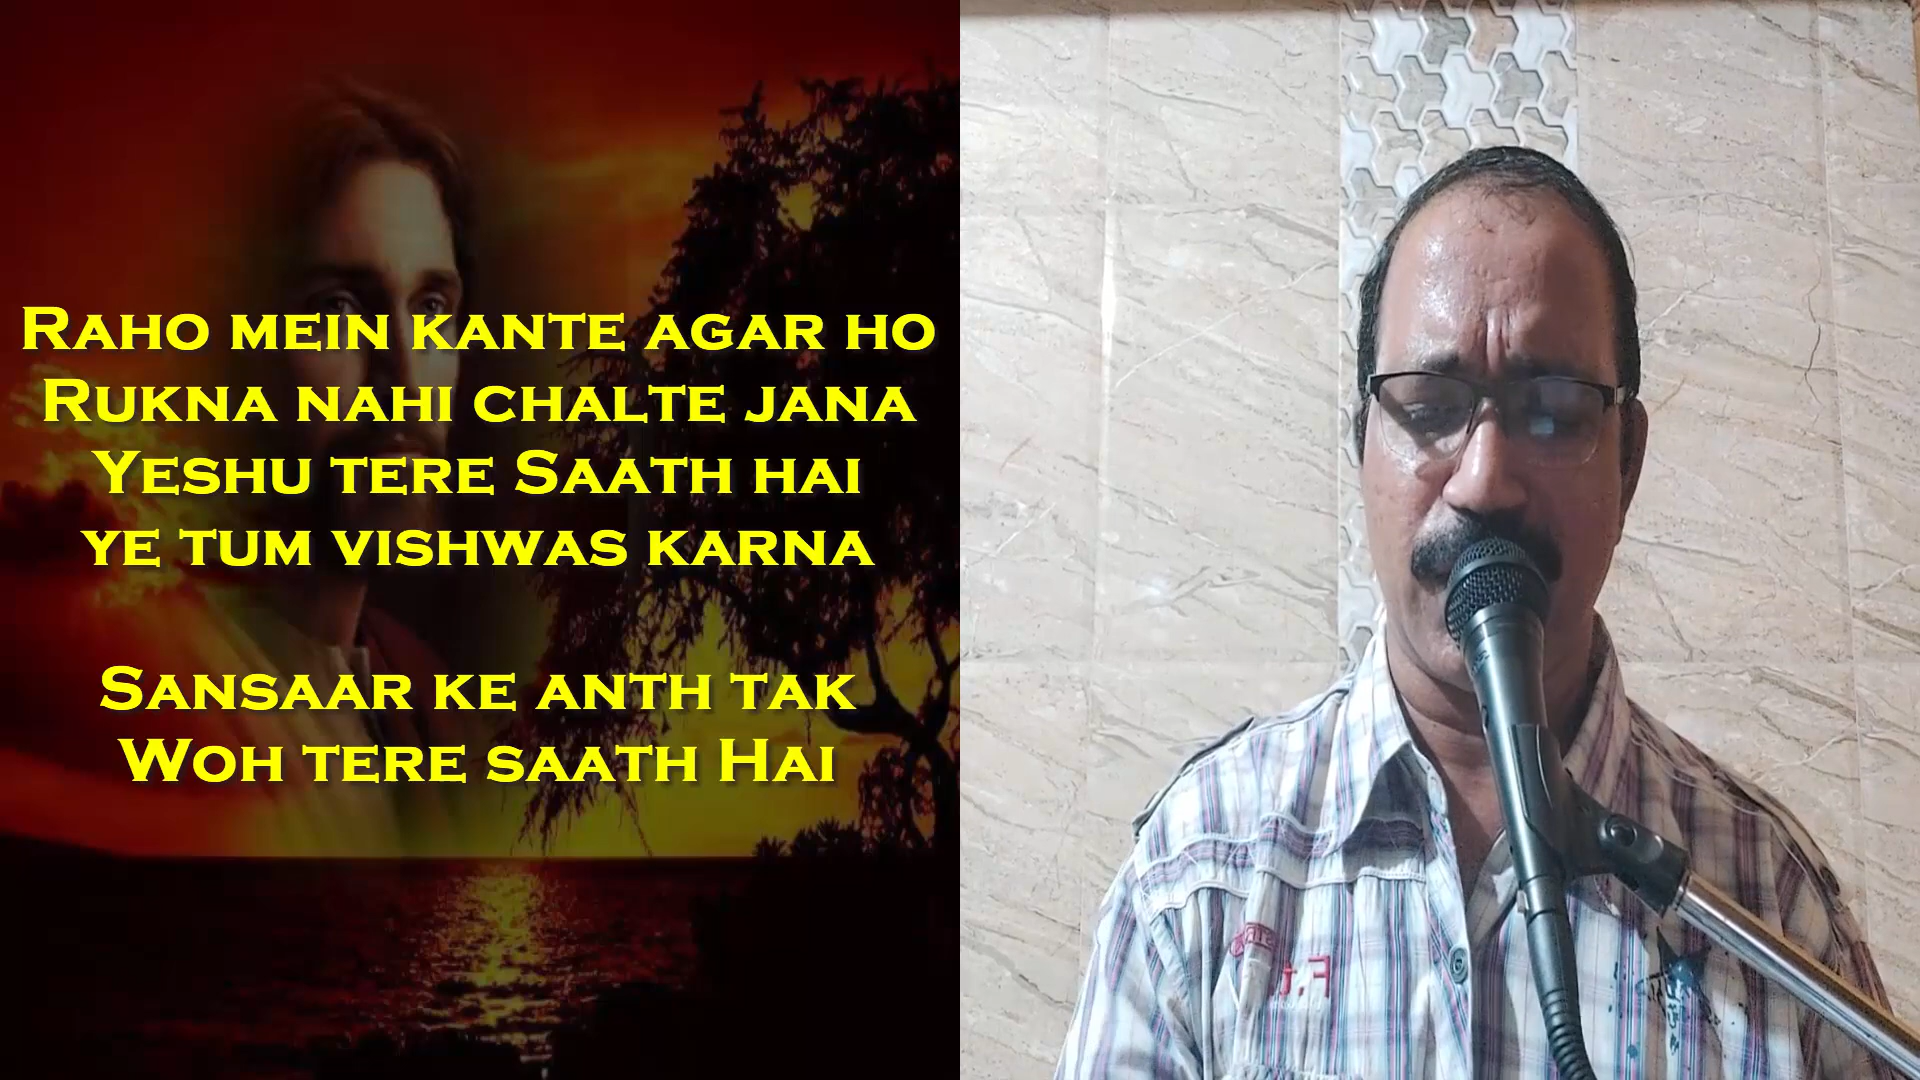 Raho mein kante agar ho
Rukna nahi chalte jana
Yeshu tere Saath hai
ye tum vishwas karna
Sansaar ke anth tak
Woh tere saath Hai